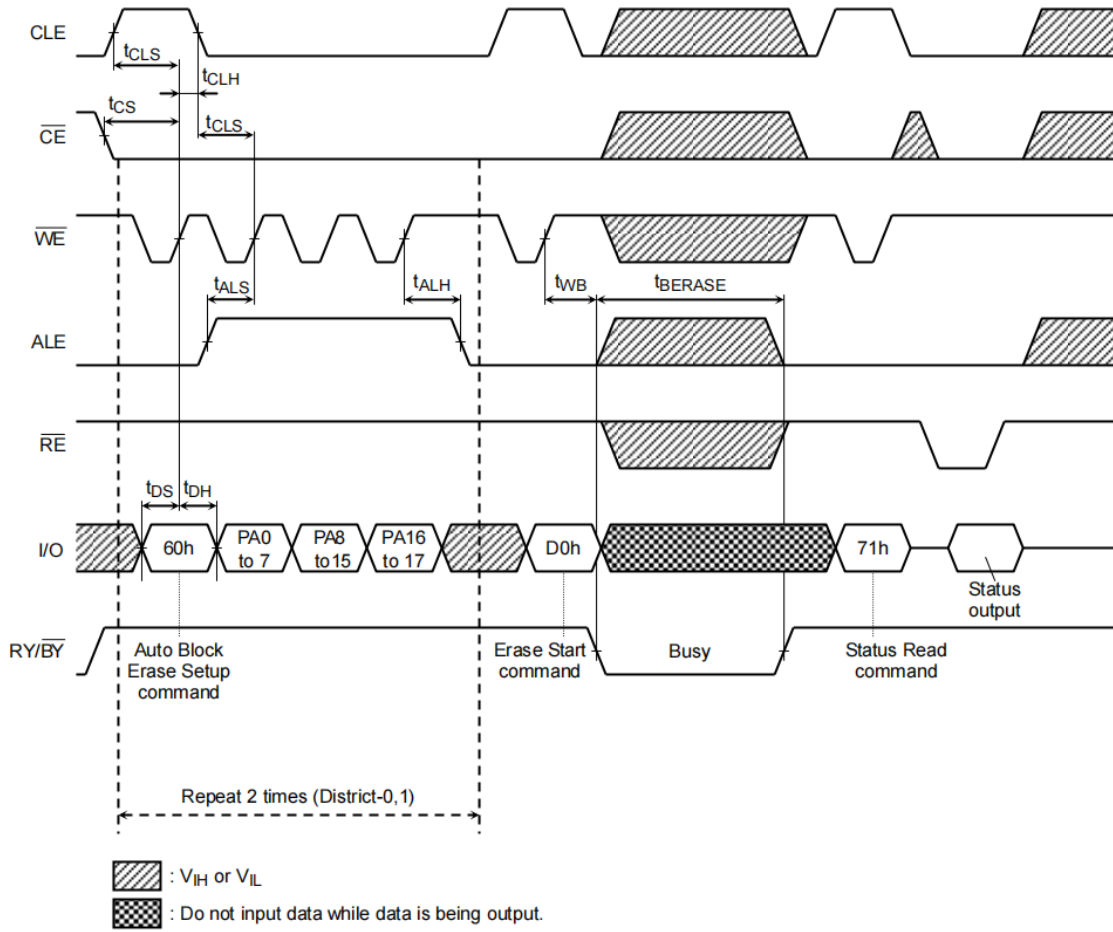 CLE
tCLS
tCLH
tCS
tCLS
CE
WE
tALS
tALH
tWB
tBERASE
ALE
RE
tDS
tDH
I/O
60h
PA0
to 7
PA8
to15
PA16
to 17
D0h
71h
Status
output
RY/BY
Auto Block
Erase Setup
command
Erase Start
command
Busy
Status Read
command
Repeat 2 times (District-0,1)
: VIH or VIL
: Do not input data while data is being output.